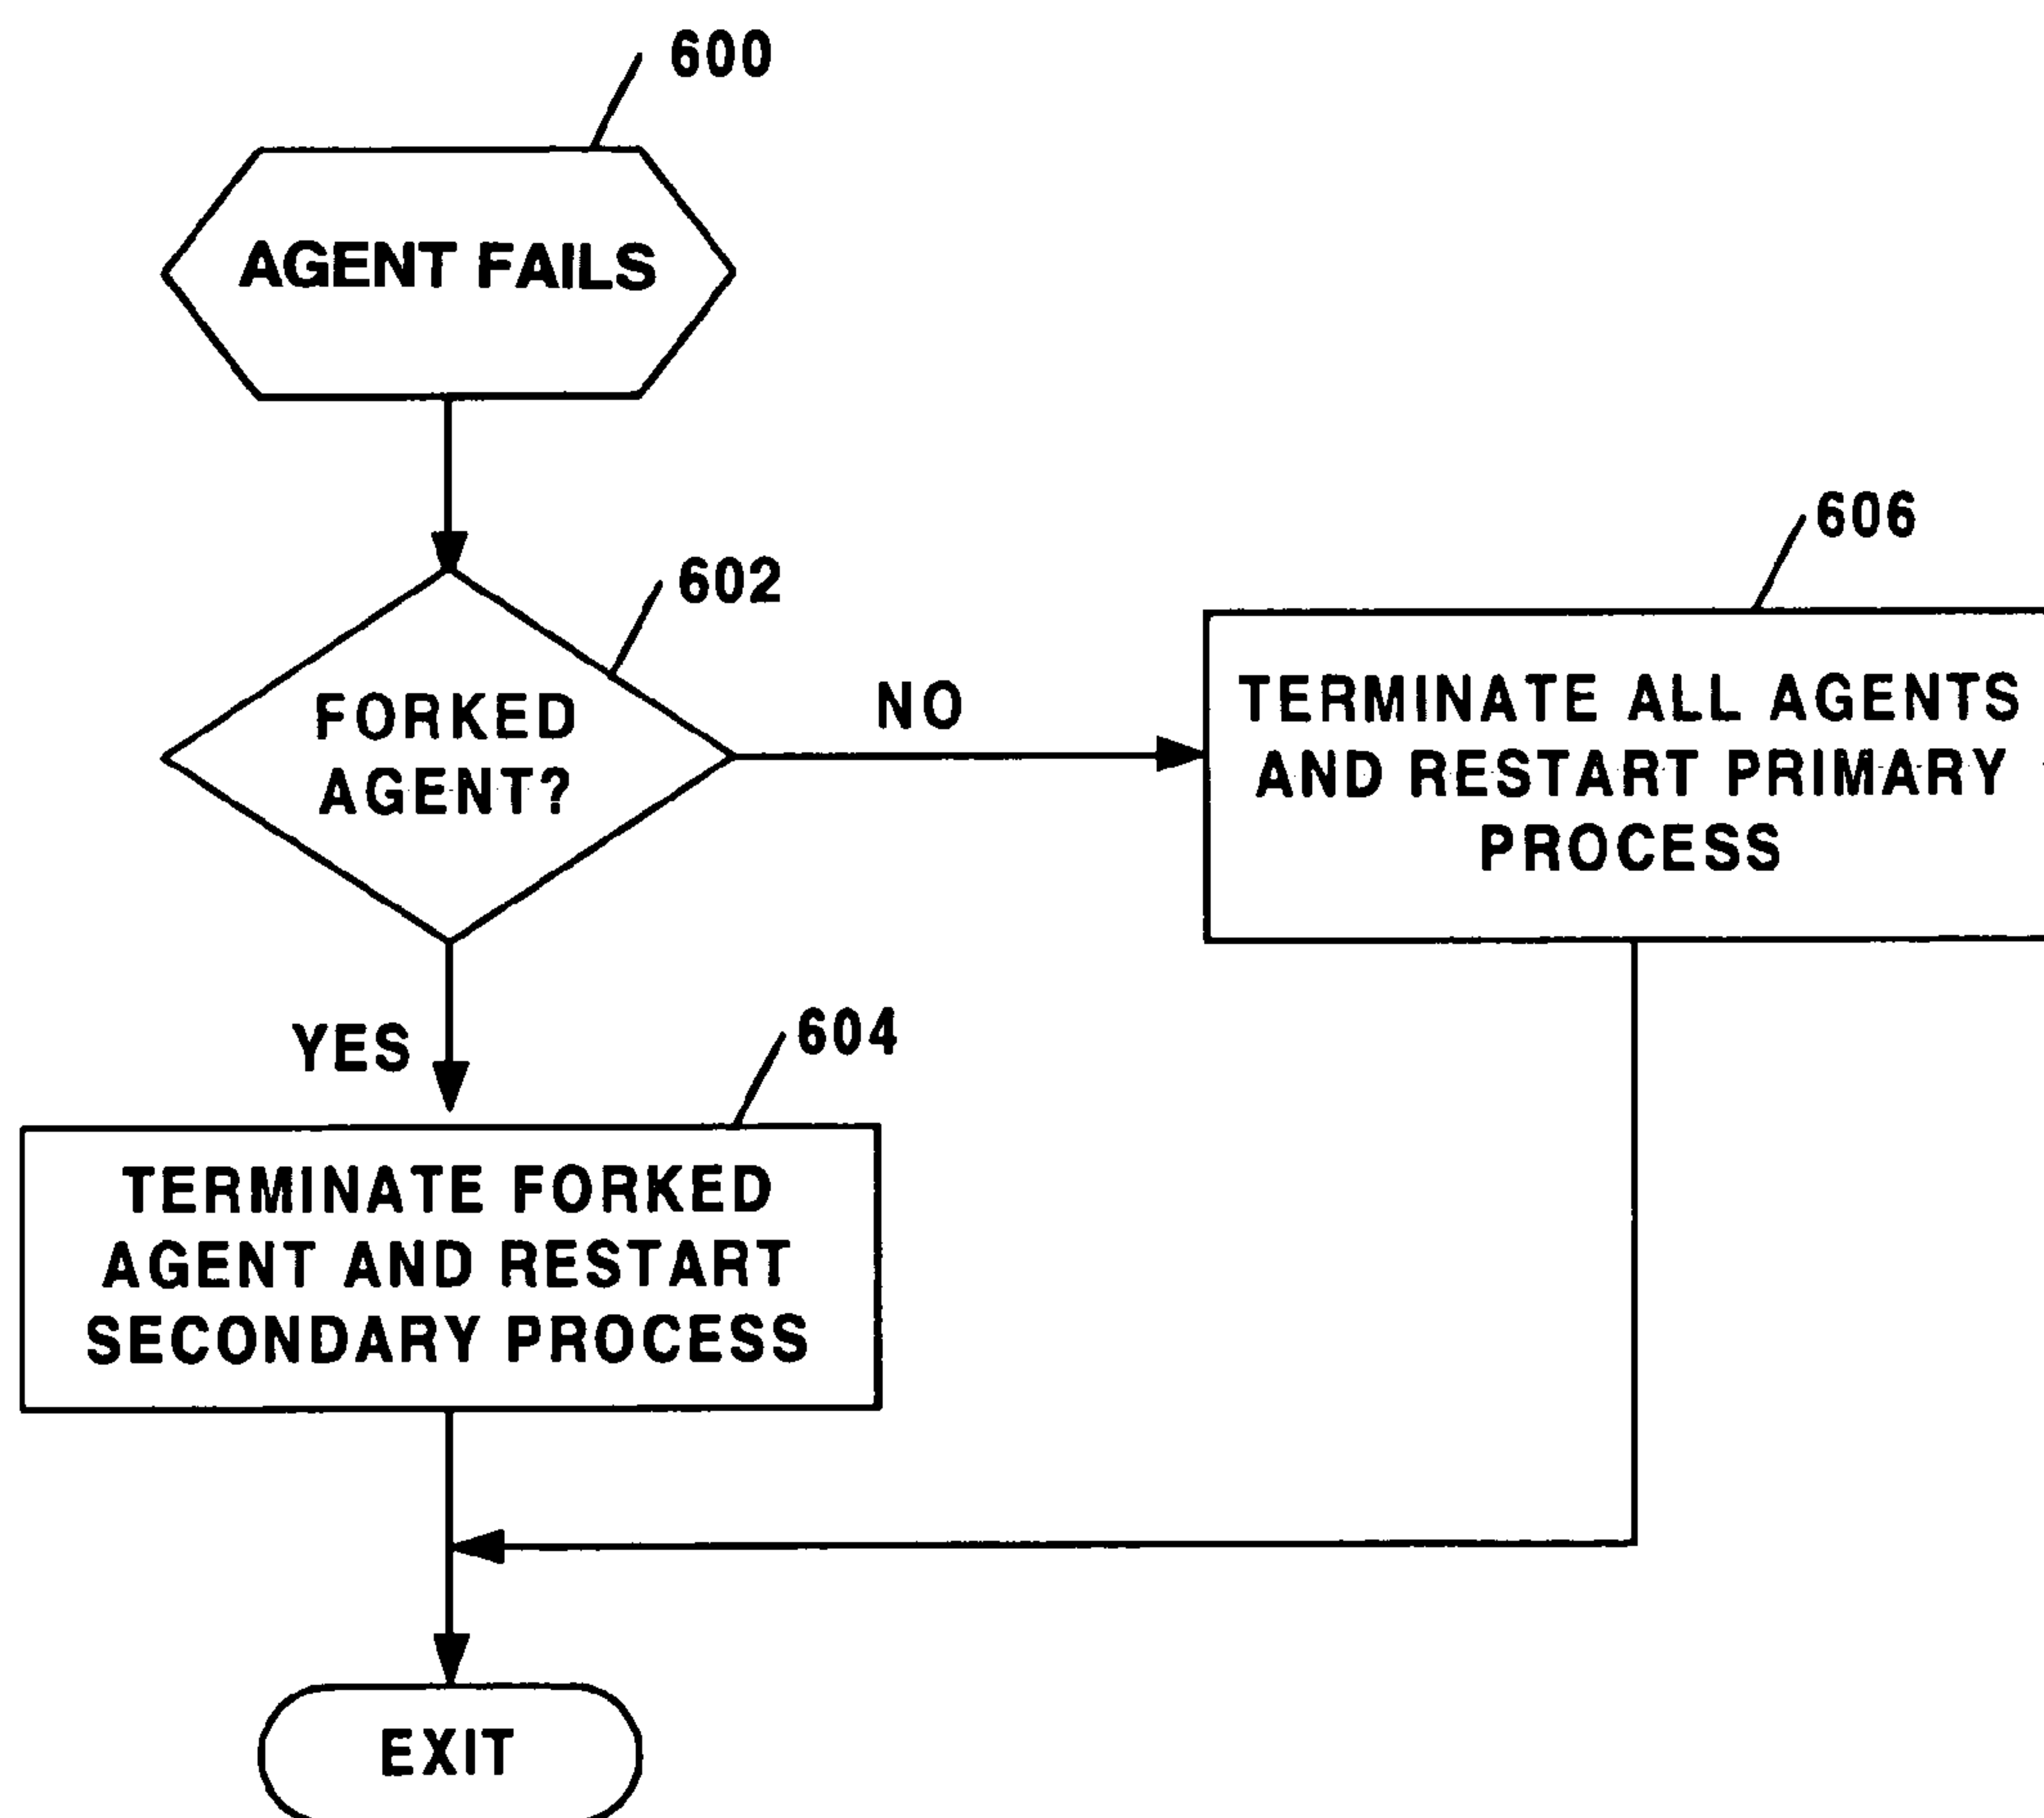 600
AGENT FAILS
602
FORKED
AGENT?
NO
606
TERMINATE ALL AGENTS
AND RESTART PRIMARY
PROCESS
YES
604
TERMINATE FORKED
AGENT AND RESTART
SECONDARY PROCESS
EXIT